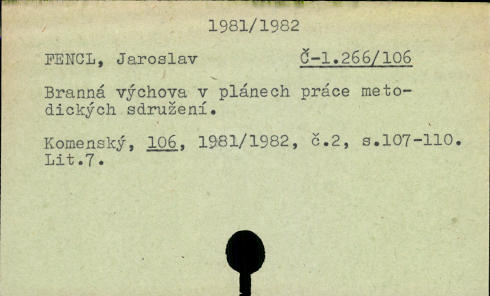 1981/1982
FENCL, Jaroslav Č-1.266/106
Branná výchova v plánech práce meto-
dických sdružení.
Komenský, 106, 1981/1982, č.2, s.107-110.
Lit.7.